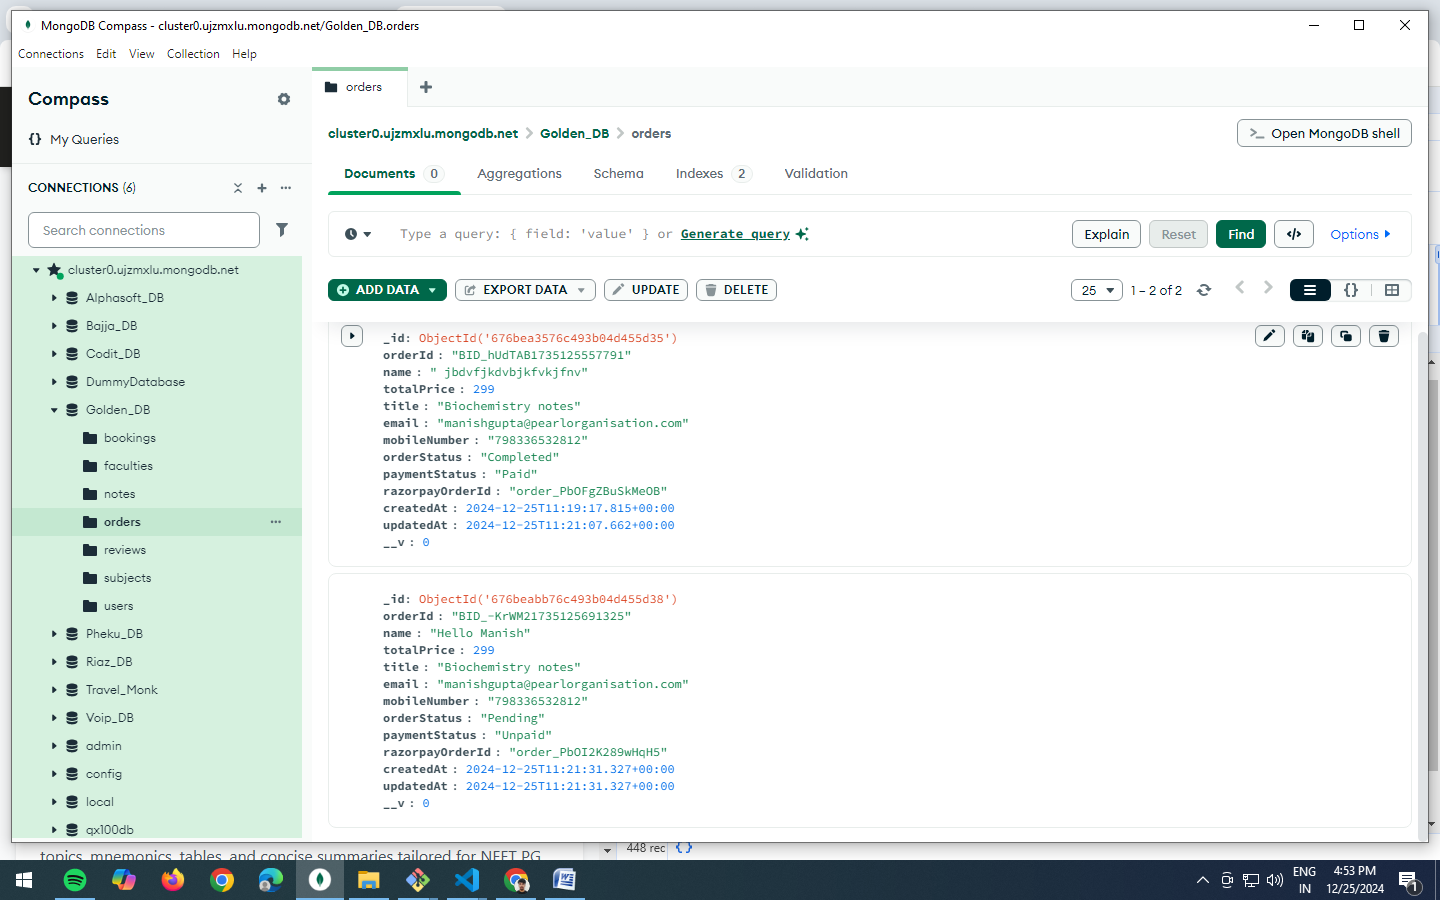 MongoDB Compass - cluster0.ujzmxlu.mongodb.net/Golden_DB.orders
Connections Edit View Collection Help
Compass
{} My Queries
CONNECTIONS (6)
Search connections
cluster0.ujzmxlu.mongodb.net
Alphasoft_DB
Bajja_DB
Codit_DB
DummyDatabase
Golden_DB
bookings
faculties
notes
orders
reviews
subjects
users
Pheku_DB
Riaz_DB
Travel_Monk
Voip_DB
admin
config
local
qx100db
orders
cluster0.ujzmxlu.mongodb.net > Golden_DB > orders
>_ Open MongoDB shell
Documents 0 Aggregations Schema Indexes 2 Validation
Type a query: { field: 'value' } or Generate query
Explain Reset Find </> Options
ADD DATA EXPORT DATA UPDATE DELETE
25 1 – 2 of 2 {}
_id: ObjectId('676bea3576c493b04d455d35')
orderId : "BID_hUdTAB1735125557791"
name : " jbdvfjkdvbjkfvkjfnv"
totalPrice : 299
title : "Biochemistry notes"
email : "manishgupta@pearlorganisation.com"
mobileNumber : "798336532812"
orderStatus : "Completed"
paymentStatus : "Paid"
razorpayOrderId : "order_PbOFgZBuSkMeOB"
createdAt : 2024-12-25T11:19:17.815+00:00
updatedAt : 2024-12-25T11:21:07.662+00:00
__v : 0
_id: ObjectId('676beabb76c493b04d455d38')
orderId : "BID_-KrWM21735125691325"
name : "Hello Manish"
totalPrice : 299
title : "Biochemistry notes"
email : "manishgupta@pearlorganisation.com"
mobileNumber : "798336532812"
orderStatus : "Pending"
paymentStatus : "Unpaid"
razorpayOrderId : "order_PbOI2K289wHqH5"
createdAt : 2024-12-25T11:21:31.327+00:00
updatedAt : 2024-12-25T11:21:31.327+00:00
__v : 0
topics, mnemonics, tables, and concise summaries tailored for NEET PG
448 rec {}
ENG
IN
4:53 PM
12/25/2024
1